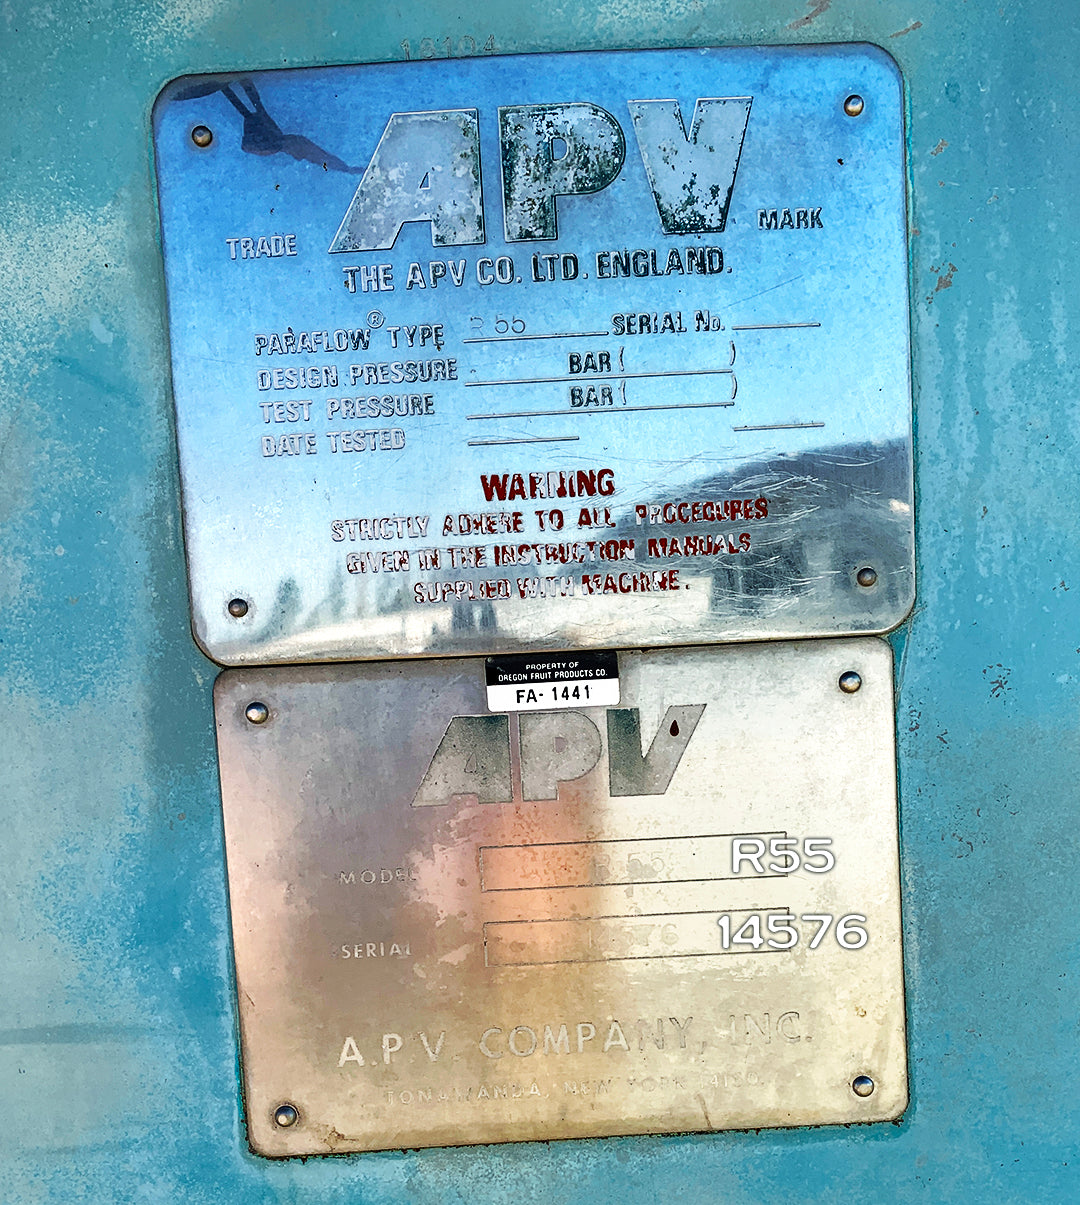 APV
TRADE MARK
THE APV CO. LTD. ENGLAND.
PARAFLOW® TYPE R 55 SERIAL No.
DESIGN PRESSURE BAR ( )
TEST PRESSURE BAR ( )
DATE TESTED
WARNING
STRICTLY ADHERE TO ALL PROCEDURES
GIVEN IN THE INSTRUCTION MANUALS
SUPPLIED WITH MACHINE.
PROPERTY OF
OREGON FRUIT PRODUCTS CO.
FA- 1441
APV
MODEL R 55 R55
SERIAL 14576 14576
A.P.V. COMPANY, INC.
TONAWANDA, NEW YORK 14150